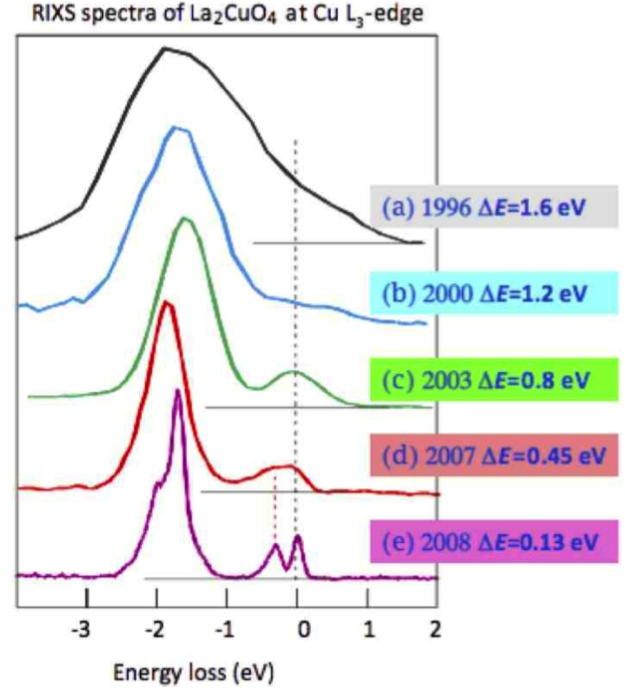 RIXS spectra of La₂CuO₄ at Cu L₃-edge
(a) 1996 ΔE=1.6 eV
(b) 2000 ΔE=1.2 eV
(c) 2003 ΔE=0.8 eV
(d) 2007 ΔE=0.45 eV
(e) 2008 ΔE=0.13 eV
-3 -2 -1 0 1 2
Energy loss (eV)